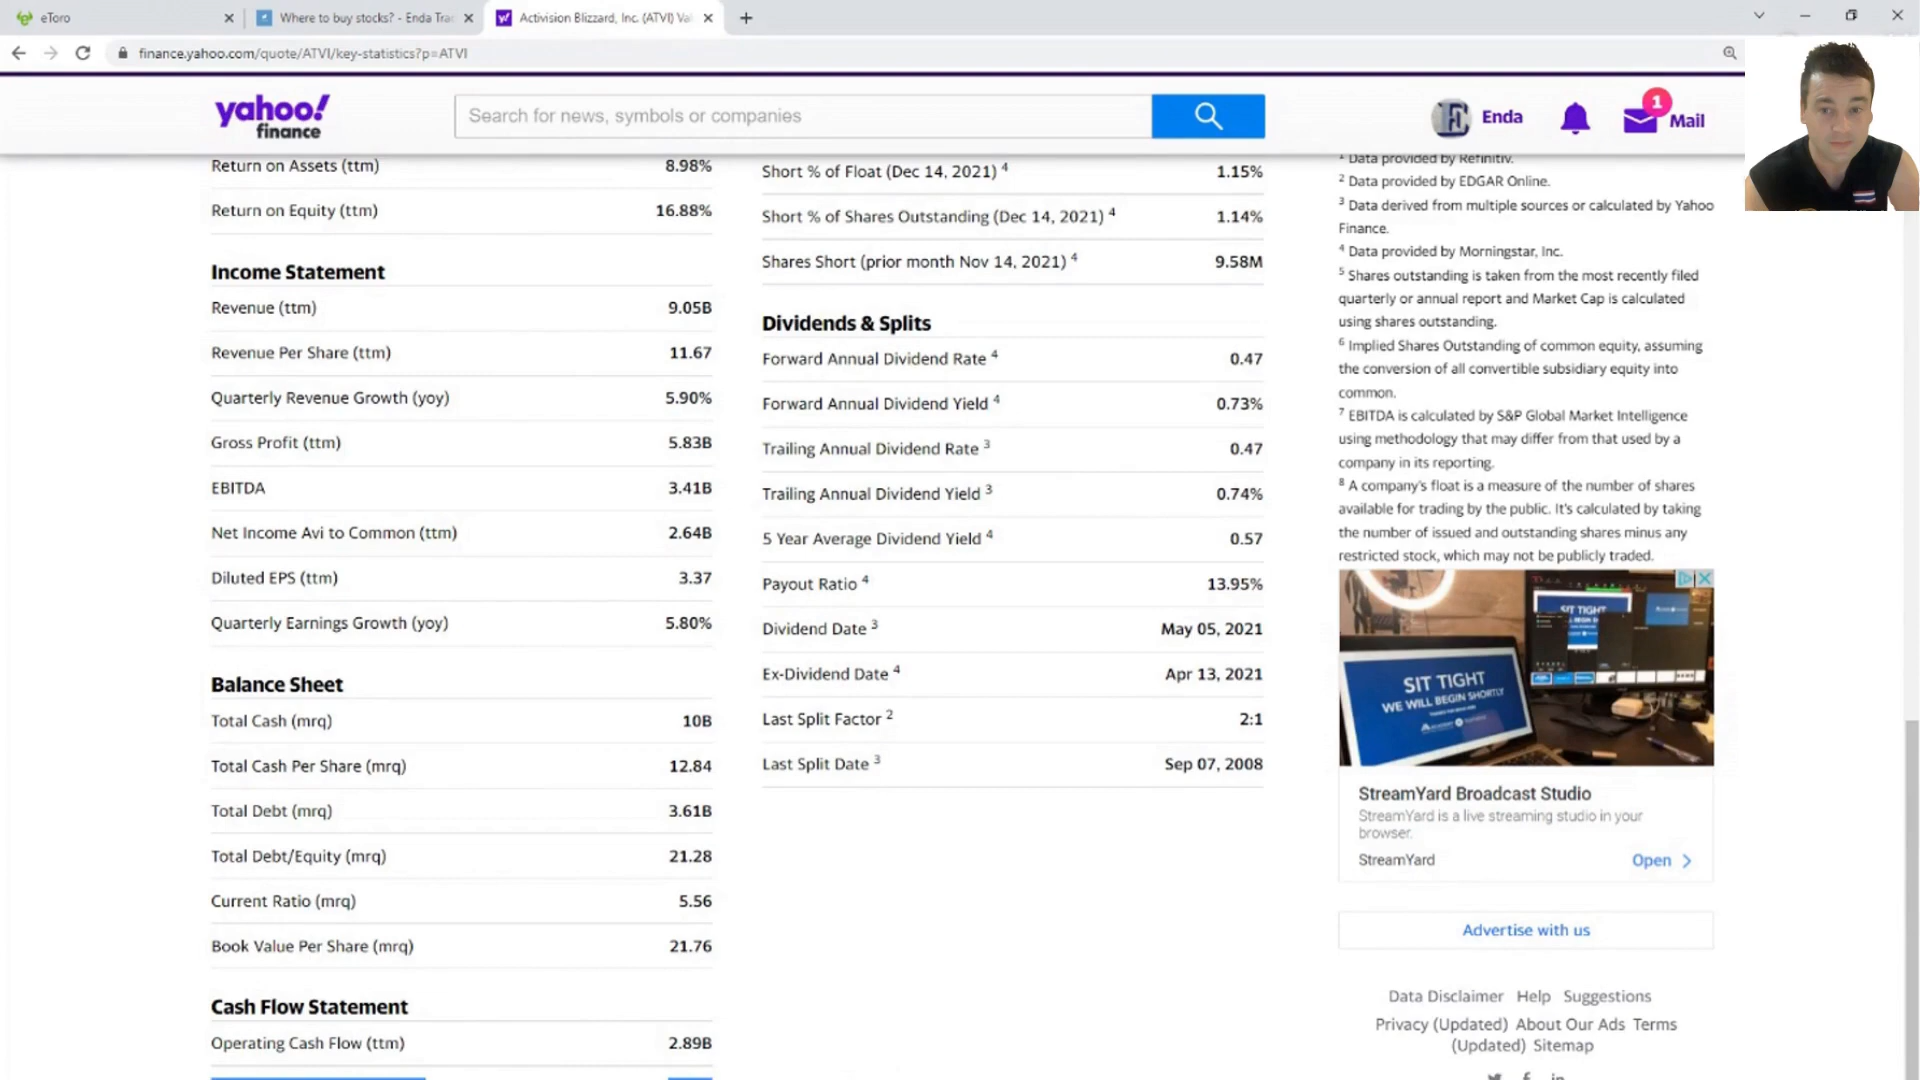 eToro
Where to buy stocks? - Enda Tra
Activision Blizzard, Inc. (ATVI) Va
finance.yahoo.com/quote/ATVI/key-statistics?p=ATVI
yahoo!
finance
Search for news, symbols or companies
Enda
1
Mail
Return on Assets (ttm) 8.98%
Return on Equity (ttm) 16.88%
Income Statement
Revenue (ttm) 9.05B
Revenue Per Share (ttm) 11.67
Quarterly Revenue Growth (yoy) 5.90%
Gross Profit (ttm) 5.83B
EBITDA 3.41B
Net Income Avi to Common (ttm) 2.64B
Diluted EPS (ttm) 3.37
Quarterly Earnings Growth (yoy) 5.80%
Balance Sheet
Total Cash (mrq) 10B
Total Cash Per Share (mrq) 12.84
Total Debt (mrq) 3.61B
Total Debt/Equity (mrq) 21.28
Current Ratio (mrq) 5.56
Book Value Per Share (mrq) 21.76
Cash Flow Statement
Operating Cash Flow (ttm) 2.89B
Short % of Float (Dec 14, 2021) 4 1.15%
Short % of Shares Outstanding (Dec 14, 2021) 4 1.14%
Shares Short (prior month Nov 14, 2021) 4 9.58M
Dividends & Splits
Forward Annual Dividend Rate 4 0.47
Forward Annual Dividend Yield 4 0.73%
Trailing Annual Dividend Rate 3 0.47
Trailing Annual Dividend Yield 3 0.74%
5 Year Average Dividend Yield 4 0.57
Payout Ratio 4 13.95%
Dividend Date 3 May 05, 2021
Ex-Dividend Date 4 Apr 13, 2021
Last Split Factor 2 2:1
Last Split Date 3 Sep 07, 2008
1 Data provided by Refinitiv.
2 Data provided by EDGAR Online.
3 Data derived from multiple sources or calculated by Yahoo
Finance.
4 Data provided by Morningstar, Inc.
5 Shares outstanding is taken from the most recently filed
quarterly or annual report and Market Cap is calculated
using shares outstanding.
6 Implied Shares Outstanding of common equity, assuming
the conversion of all convertible subsidiary equity into
common.
7 EBITDA is calculated by S&P Global Market Intelligence
using methodology that may differ from that used by a
company in its reporting.
8 A company's float is a measure of the number of shares
available for trading by the public. It's calculated by taking
the number of issued and outstanding shares minus any
restricted stock, which may not be publicly traded.
SIT TIGHT
SIT TIGHT
WE WILL BEGIN SHORTLY
StreamYard Broadcast Studio
StreamYard is a live streaming studio in your
browser.
StreamYard Open
Advertise with us
Data Disclaimer Help Suggestions
Privacy (Updated) About Our Ads Terms
(Updated) Sitemap